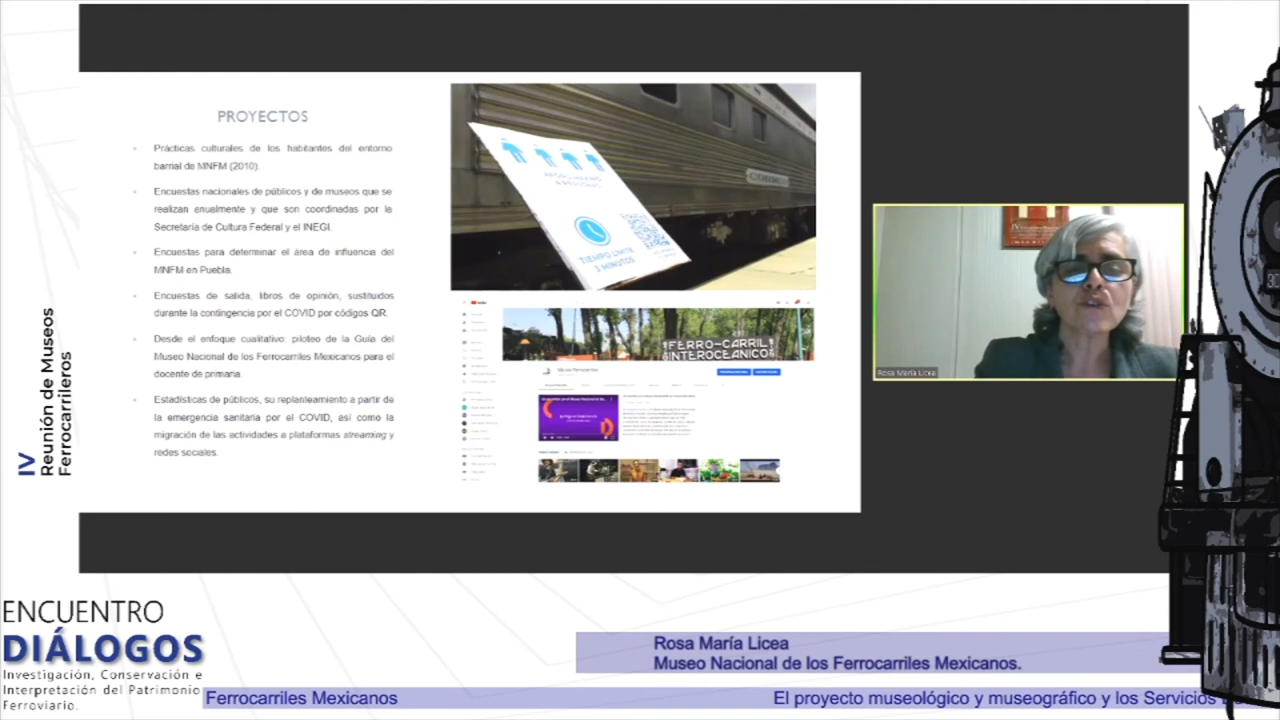 PROYECTOS
Prácticas culturales de los habitantes del entorno
barrial de MNFM (2010).
Encuestas nacionales de públicos y de museos que se
realizan anualmente y que son coordinadas por la
Secretaría de Cultura Federal y el INEGI.
Encuestas para determinar el área de influencia del
MNFM en Puebla.
Encuestas de salida, libros de opinión, sustituidos
durante la contingencia por el COVID por códigos QR.
Desde el enfoque cualitativo: piloteo de la Guía del
Museo Nacional de los Ferrocarriles Mexicanos para el
docente de primaria.
Estadísticas de públicos, su replanteamiento a partir de
la emergencia sanitaria por el COVID, así como la
migración de las actividades a plataformas streaming y
redes sociales.
TIEMPO LÍMITE
3 MINUTOS
FERRO-CARRIL
INTEROCEANICO
Rosa María Licea
IV
Reunión de Museos
Ferrocarrileros
ENCUENTRO
DIÁLOGOS
Investigación, Conservación e
Interpretación del Patrimonio
Ferroviario.
Rosa María Licea
Museo Nacional de los Ferrocarriles Mexicanos.
Ferrocarriles Mexicanos
El proyecto museológico y museográfico y los Servicios